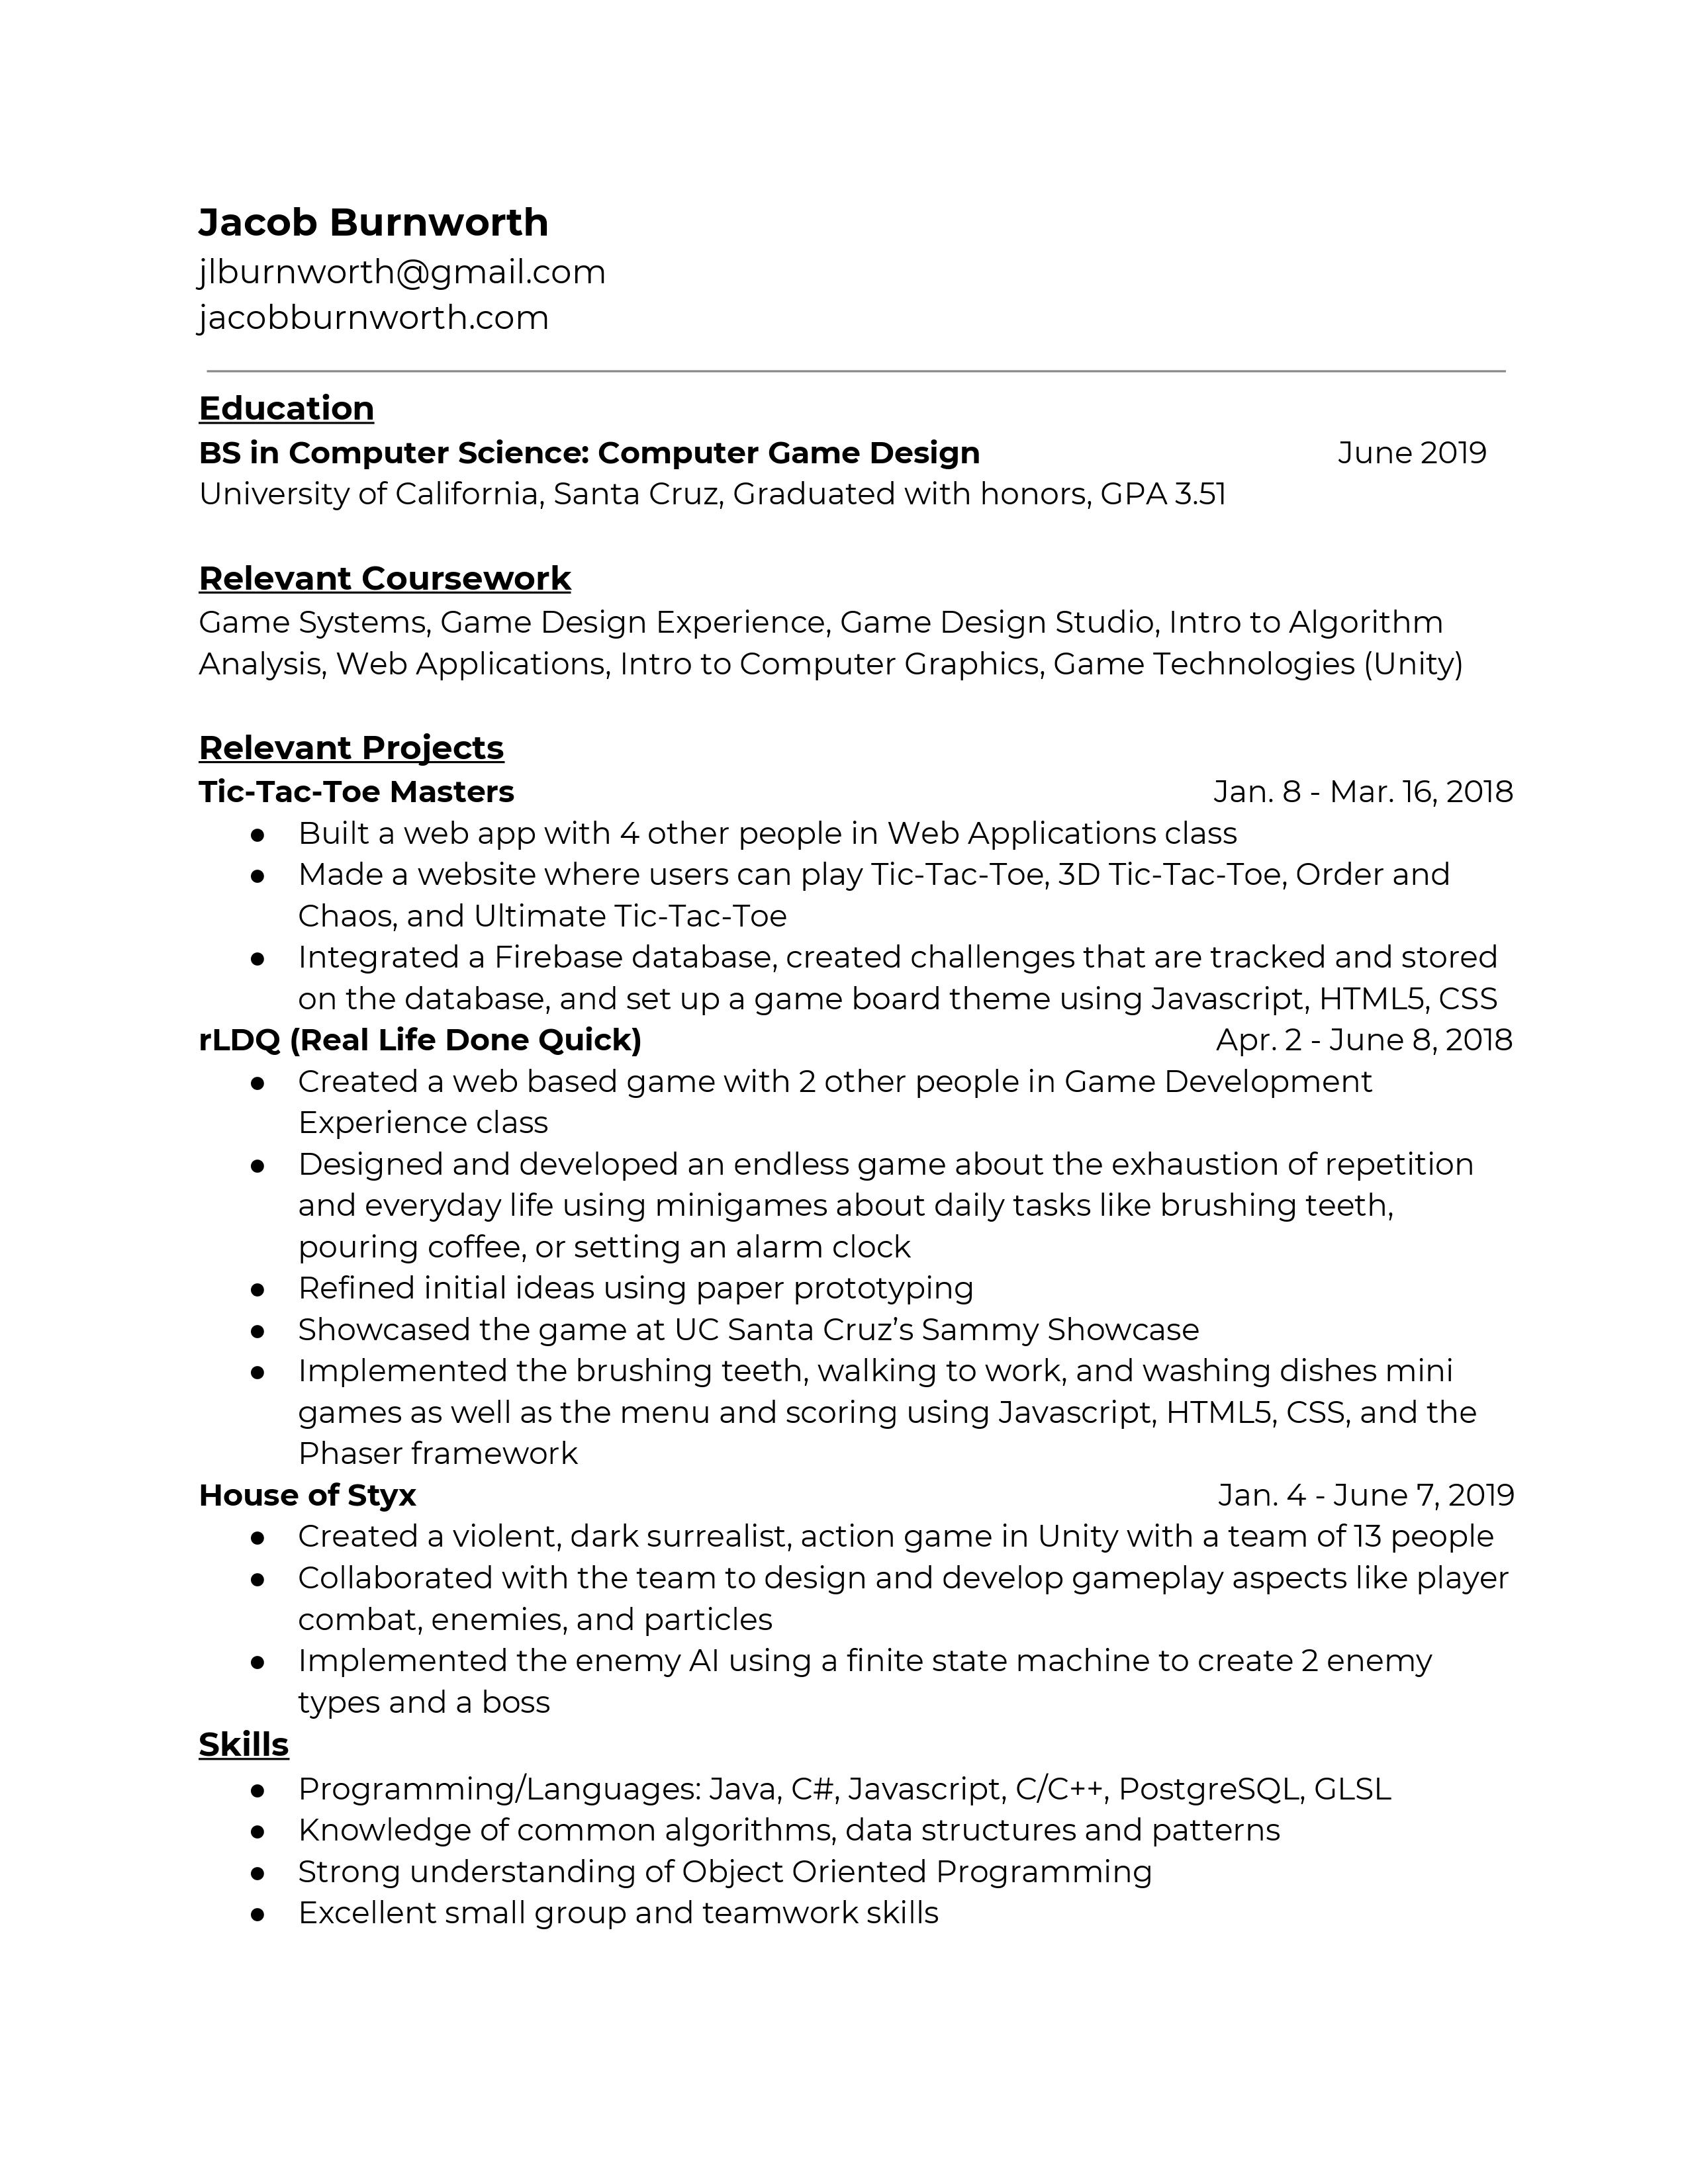 Jacob Burnworth
jlburnworth@gmail.com
jacobburnworth.com
Education
BS in Computer Science: Computer Game Design June 2019
University of California, Santa Cruz, Graduated with honors, GPA 3.51
Relevant Coursework
Game Systems, Game Design Experience, Game Design Studio, Intro to Algorithm
Analysis, Web Applications, Intro to Computer Graphics, Game Technologies (Unity)
Relevant Projects
Tic-Tac-Toe Masters Jan. 8 - Mar. 16, 2018
● Built a web app with 4 other people in Web Applications class
● Made a website where users can play Tic-Tac-Toe, 3D Tic-Tac-Toe, Order and
Chaos, and Ultimate Tic-Tac-Toe
● Integrated a Firebase database, created challenges that are tracked and stored
on the database, and set up a game board theme using Javascript, HTML5, CSS
rLDQ (Real Life Done Quick) Apr. 2 - June 8, 2018
● Created a web based game with 2 other people in Game Development
Experience class
● Designed and developed an endless game about the exhaustion of repetition
and everyday life using minigames about daily tasks like brushing teeth,
pouring coffee, or setting an alarm clock
● Refined initial ideas using paper prototyping
● Showcased the game at UC Santa Cruz’s Sammy Showcase
● Implemented the brushing teeth, walking to work, and washing dishes mini
games as well as the menu and scoring using Javascript, HTML5, CSS, and the
Phaser framework
House of Styx Jan. 4 - June 7, 2019
● Created a violent, dark surrealist, action game in Unity with a team of 13 people
● Collaborated with the team to design and develop gameplay aspects like player
combat, enemies, and particles
● Implemented the enemy AI using a finite state machine to create 2 enemy
types and a boss
Skills
● Programming/Languages: Java, C#, Javascript, C/C++, PostgreSQL, GLSL
● Knowledge of common algorithms, data structures and patterns
● Strong understanding of Object Oriented Programming
● Excellent small group and teamwork skills